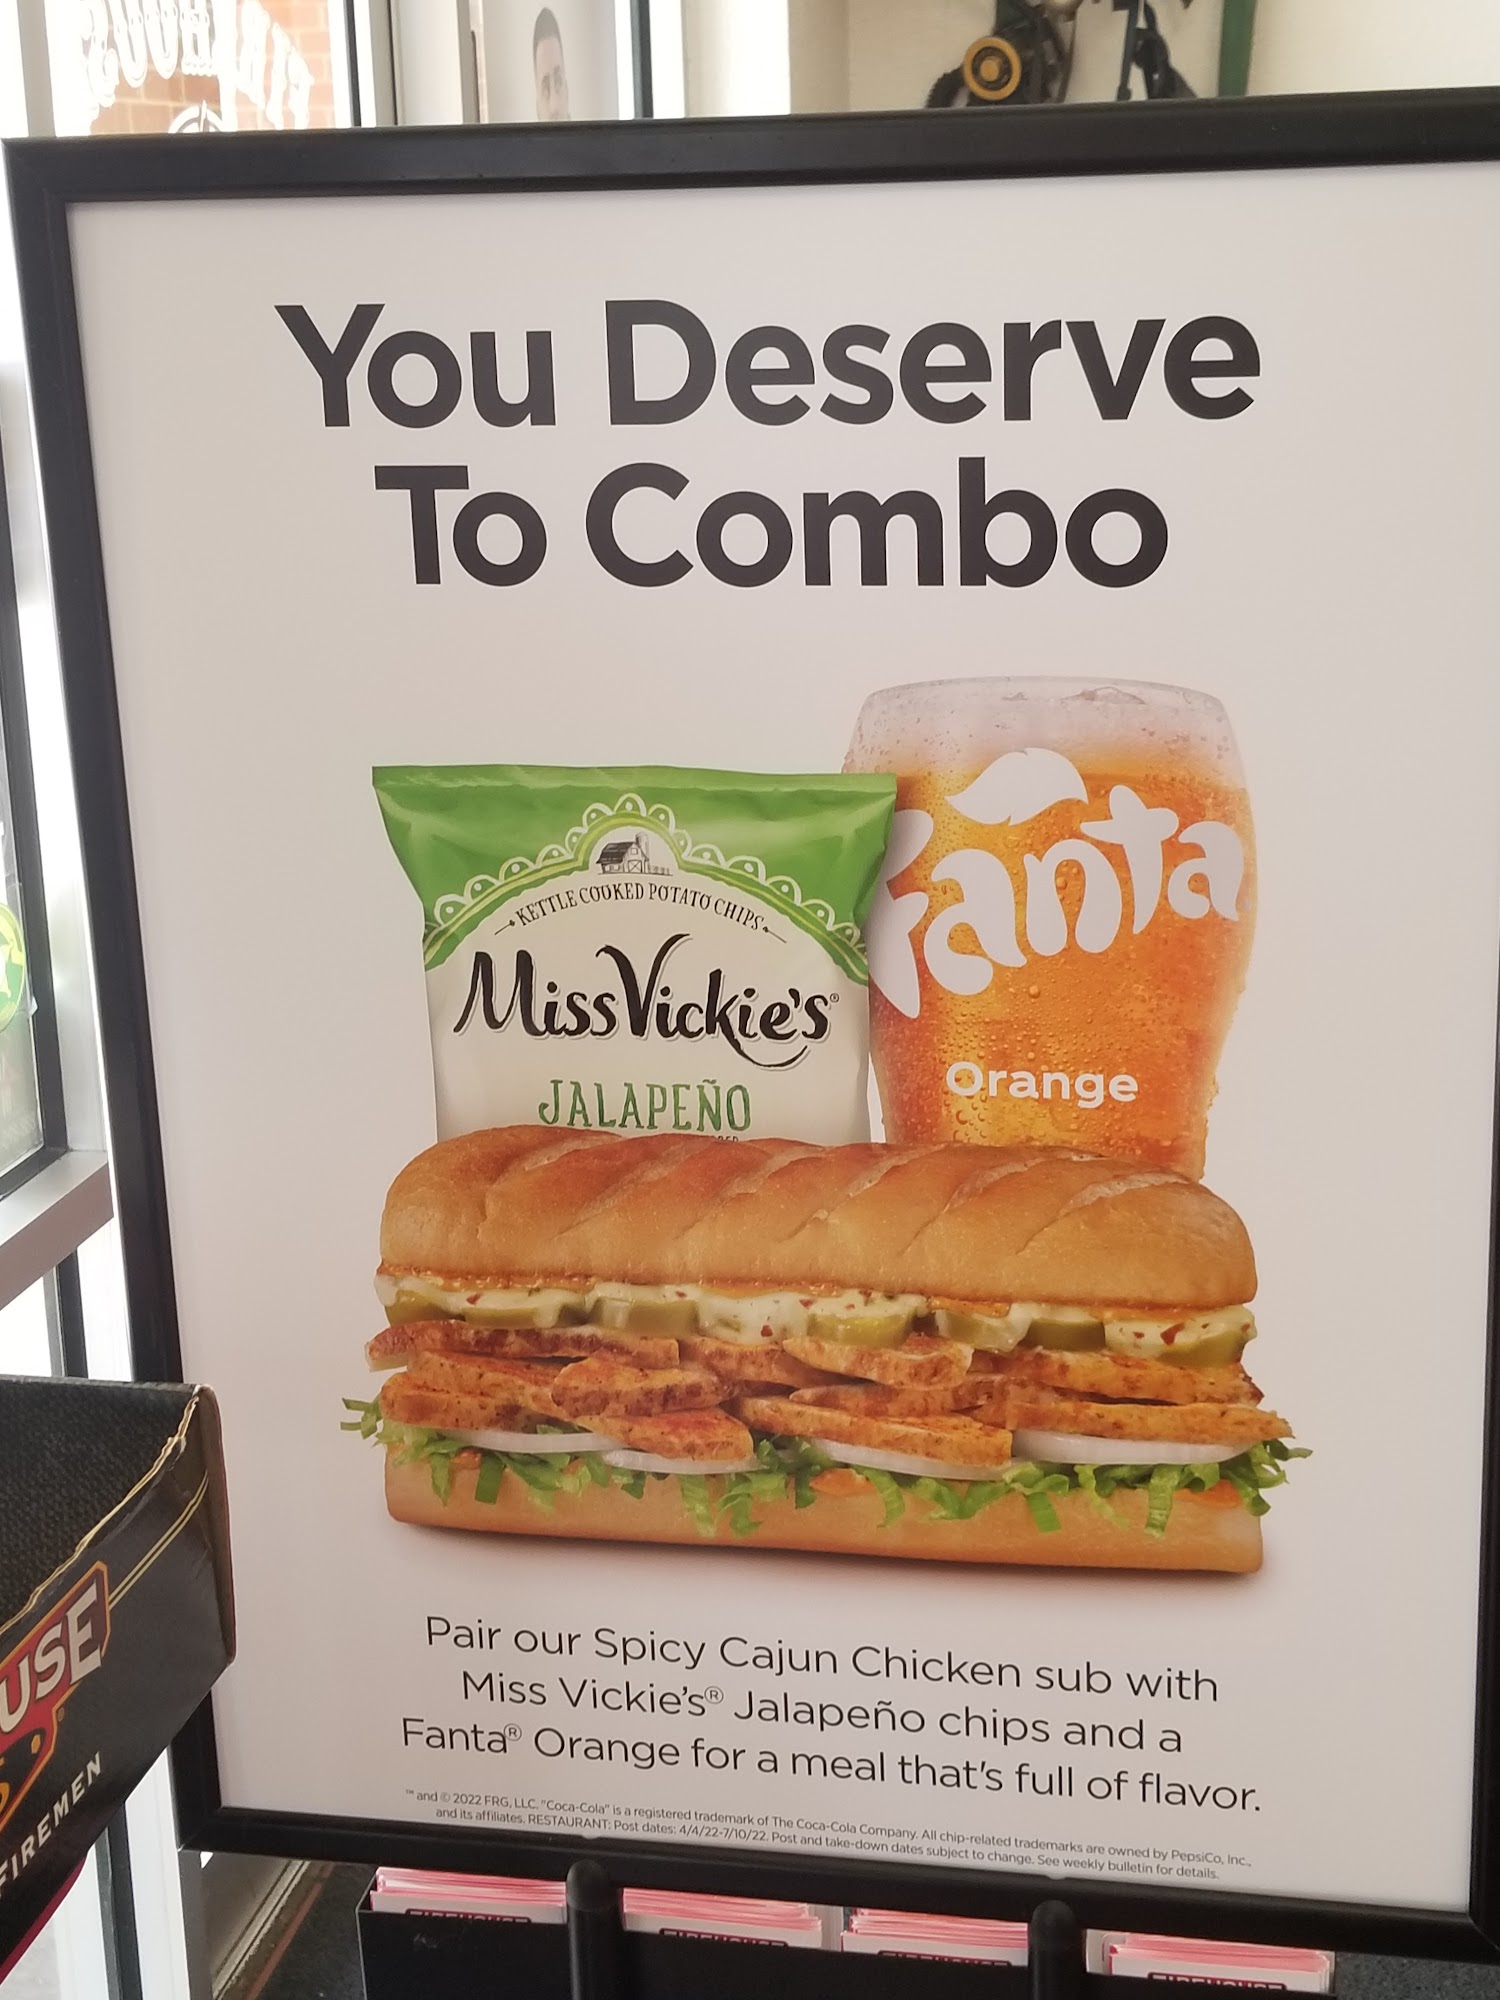 You Deserve
To Combo
KETTLE COOKED POTATO CHIPS
Miss Vickie's®
JALAPEÑO
Fanta
Orange
Pair our Spicy Cajun Chicken sub with
Miss Vickie's® Jalapeño chips and a
Fanta® Orange for a meal that's full of flavor.
™ and © 2022 FRG, LLC. "Coca-Cola" is a registered trademark of The Coca-Cola Company. All chip-related trademarks are owned by PepsiCo, Inc.,
and its affiliates. RESTAURANT: Post dates: 4/4/22-7/10/22. Post and take-down dates subject to change. See weekly bulletin for details.
USE
FIREMEN
FIREHOUSE